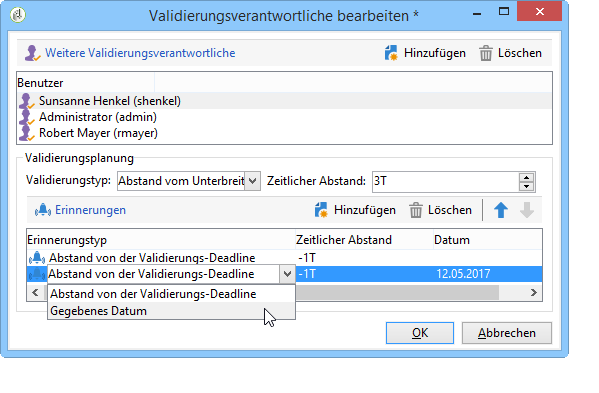 Validierungsverantwortliche bearbeiten *
Weitere Validierungsverantwortliche Hinzufügen Löschen
Benutzer
Sunsanne Henkel (shenkel)
Administrator (admin)
Robert Mayer (rmayer)
Validierungsplanung
Validierungstyp: Abstand vom Unterbreit Zeitlicher Abstand: 3T
Erinnerungen Hinzufügen Löschen
Erinnerungstyp Zeitlicher Abstand Datum
Abstand von der Validierungs-Deadline -1T
Abstand von der Validierungs-Deadline -1T 12.05.2017
Abstand von der Validierungs-Deadline
Gegebenes Datum
OK Abbrechen